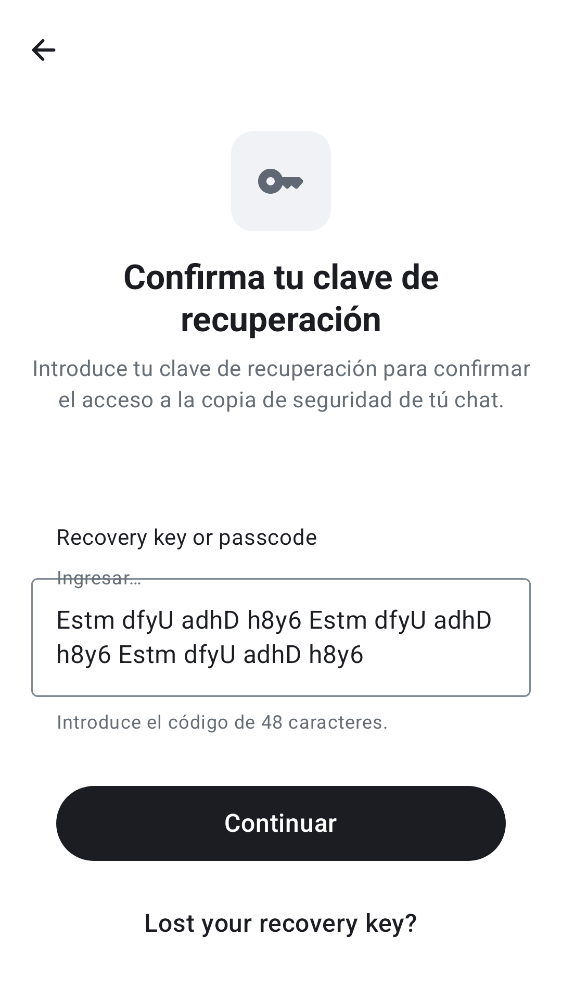 Confirma tu clave de
recuperación
Introduce tu clave de recuperación para confirmar
el acceso a la copia de seguridad de tú chat.
Recovery key or passcode
Ingresar…
Estm dfyU adhD h8y6 Estm dfyU adhD
h8y6 Estm dfyU adhD h8y6
Introduce el código de 48 caracteres.
Continuar
Lost your recovery key?